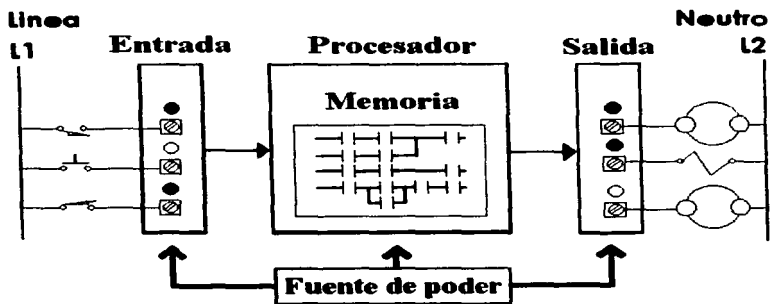 Linea
L1
Entrada
Procesador
Memoria
Salida
Neutro
L2
Fuente de poder